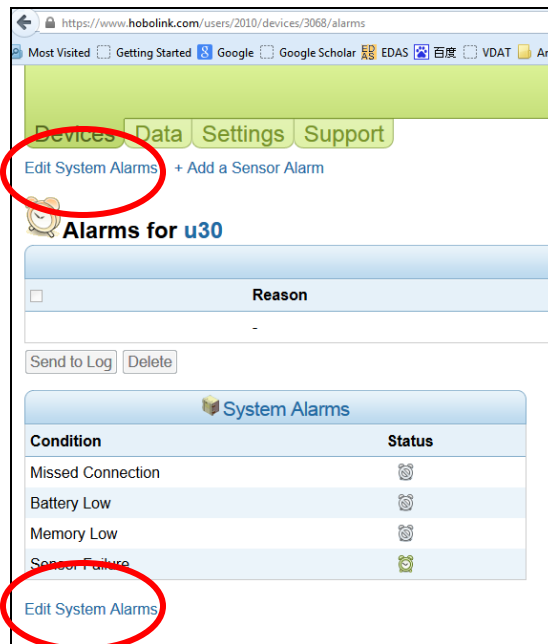 https://www.hobolink.com/users/2010/devices/3068/alarms
Most Visited Getting Started Google Google Scholar EDAS EDAS 百度 VDAT Ar
Devices Data Settings Support
Edit System Alarms + Add a Sensor Alarm
Alarms for u30
Reason
-
Send to Log Delete
System Alarms
Condition Status
Missed Connection
Battery Low
Memory Low
Sensor Failure
Edit System Alarms